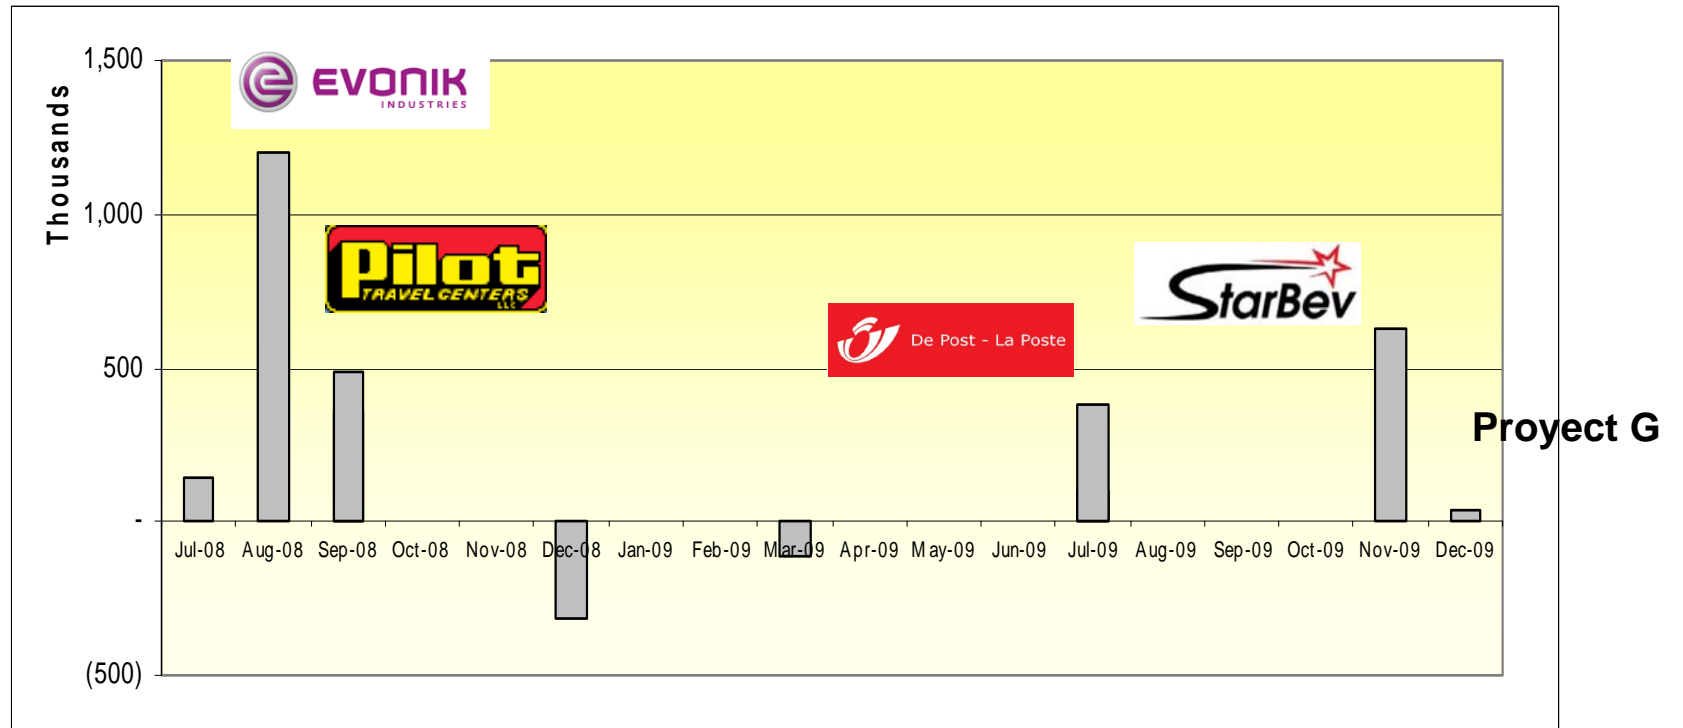 Thousands
1,500
1,000
500
-
(500)
EVONIK
INDUSTRIES
Pilot
TRAVEL CENTERS
LLC
De Post - La Poste
StarBev
Proyect G
Jul-08 Aug-08 Sep-08 Oct-08 Nov-08 Dec-08 Jan-09 Feb-09 Mar-09 Apr-09 May-09 Jun-09 Jul-09 Aug-09 Sep-09 Oct-09 Nov-09 Dec-09